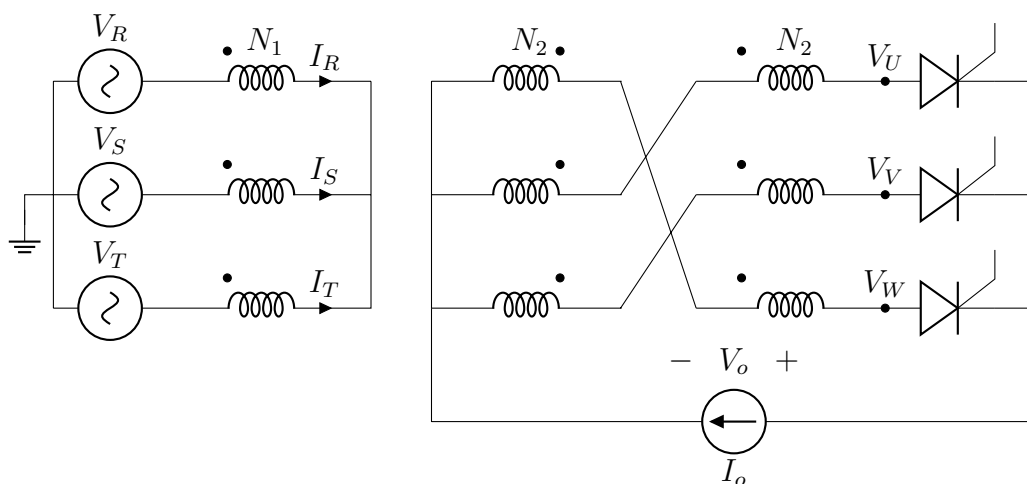 V_R N_1 I_R N_2 N_2 V_U
V_S I_S V_V
V_T I_T V_W
− V_o +
I_o